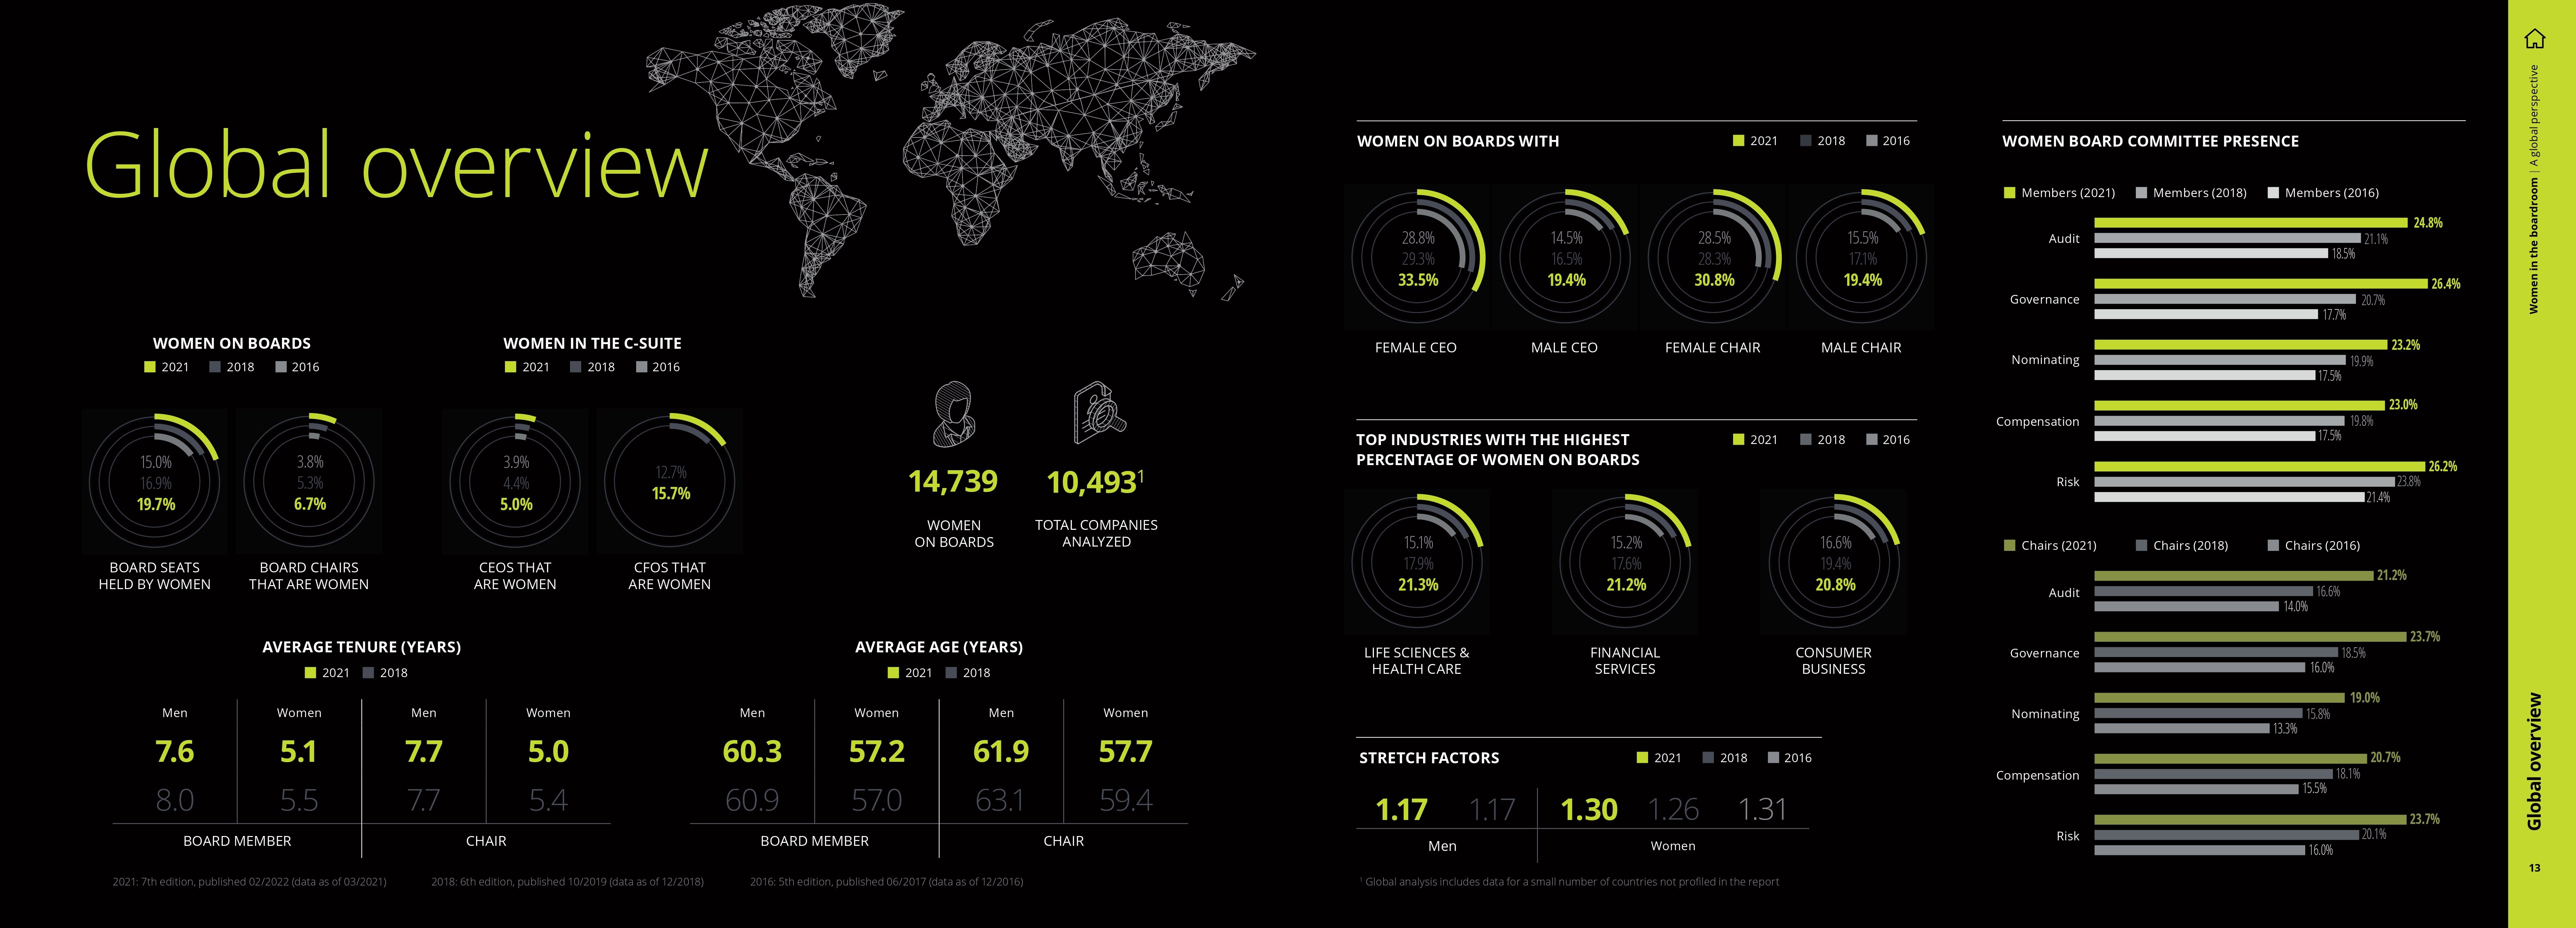 Global overview
WOMEN ON BOARDS
2021 2018 2016
15.0%
16.9%
19.7%
BOARD SEATS
HELD BY WOMEN
3.8%
5.3%
6.7%
BOARD CHAIRS
THAT ARE WOMEN
WOMEN IN THE C-SUITE
2021 2018 2016
3.9%
4.4%
5.0%
CEOS THAT
ARE WOMEN
12.7%
15.7%
CFOS THAT
ARE WOMEN
14,739
WOMEN
ON BOARDS
10,493¹
TOTAL COMPANIES
ANALYZED
AVERAGE TENURE (YEARS)
2021 2018
Men Women Men Women
7.6 5.1 7.7 5.0
8.0 5.5 7.7 5.4
BOARD MEMBER CHAIR
AVERAGE AGE (YEARS)
2021 2018
Men Women Men Women
60.3 57.2 61.9 57.7
60.9 57.0 63.1 59.4
BOARD MEMBER CHAIR
2021: 7th edition, published 02/2022 (data as of 03/2021) 2018: 6th edition, published 10/2019 (data as of 12/2018) 2016: 5th edition, published 06/2017 (data as of 12/2016)
WOMEN ON BOARDS WITH
2021 2018 2016
28.8%
29.3%
33.5%
FEMALE CEO
14.5%
16.5%
19.4%
MALE CEO
28.5%
28.3%
30.8%
FEMALE CHAIR
15.5%
17.1%
19.4%
MALE CHAIR
TOP INDUSTRIES WITH THE HIGHEST
PERCENTAGE OF WOMEN ON BOARDS
2021 2018 2016
15.1%
17.9%
21.3%
LIFE SCIENCES &
HEALTH CARE
15.2%
17.6%
21.2%
FINANCIAL
SERVICES
16.6%
19.4%
20.8%
CONSUMER
BUSINESS
STRETCH FACTORS
2021 2018 2016
1.17 1.17 1.30 1.26 1.31
Men Women
¹ Global analysis includes data for a small number of countries not profiled in the report
WOMEN BOARD COMMITTEE PRESENCE
Members (2021) Members (2018) Members (2016)
Audit
24.8%
21.1%
18.5%
Governance
26.4%
20.7%
17.7%
Nominating
23.2%
19.9%
17.5%
Compensation
23.0%
19.8%
17.5%
Risk
26.2%
23.8%
21.4%
Chairs (2021) Chairs (2018) Chairs (2016)
Audit
21.2%
16.6%
14.0%
Governance
23.7%
18.5%
16.0%
Nominating
19.0%
15.8%
13.3%
Compensation
20.7%
18.1%
15.5%
Risk
23.7%
20.1%
16.0%
Women in the boardroom | A global perspective
Global overview
13